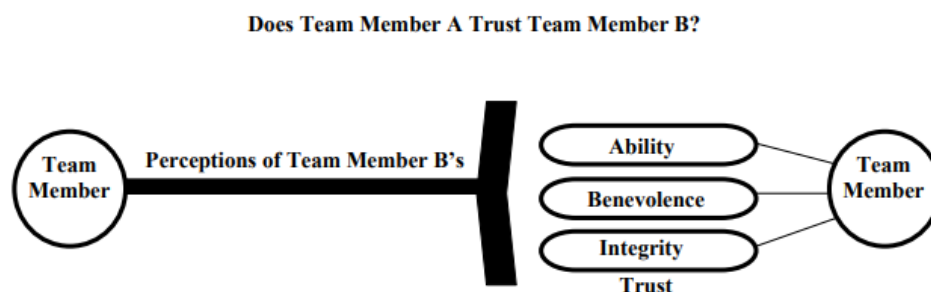 Does Team Member A Trust Team Member B?
Team
Member
Perceptions of Team Member B’s
Ability
Benevolence
Integrity
Trust
Team
Member